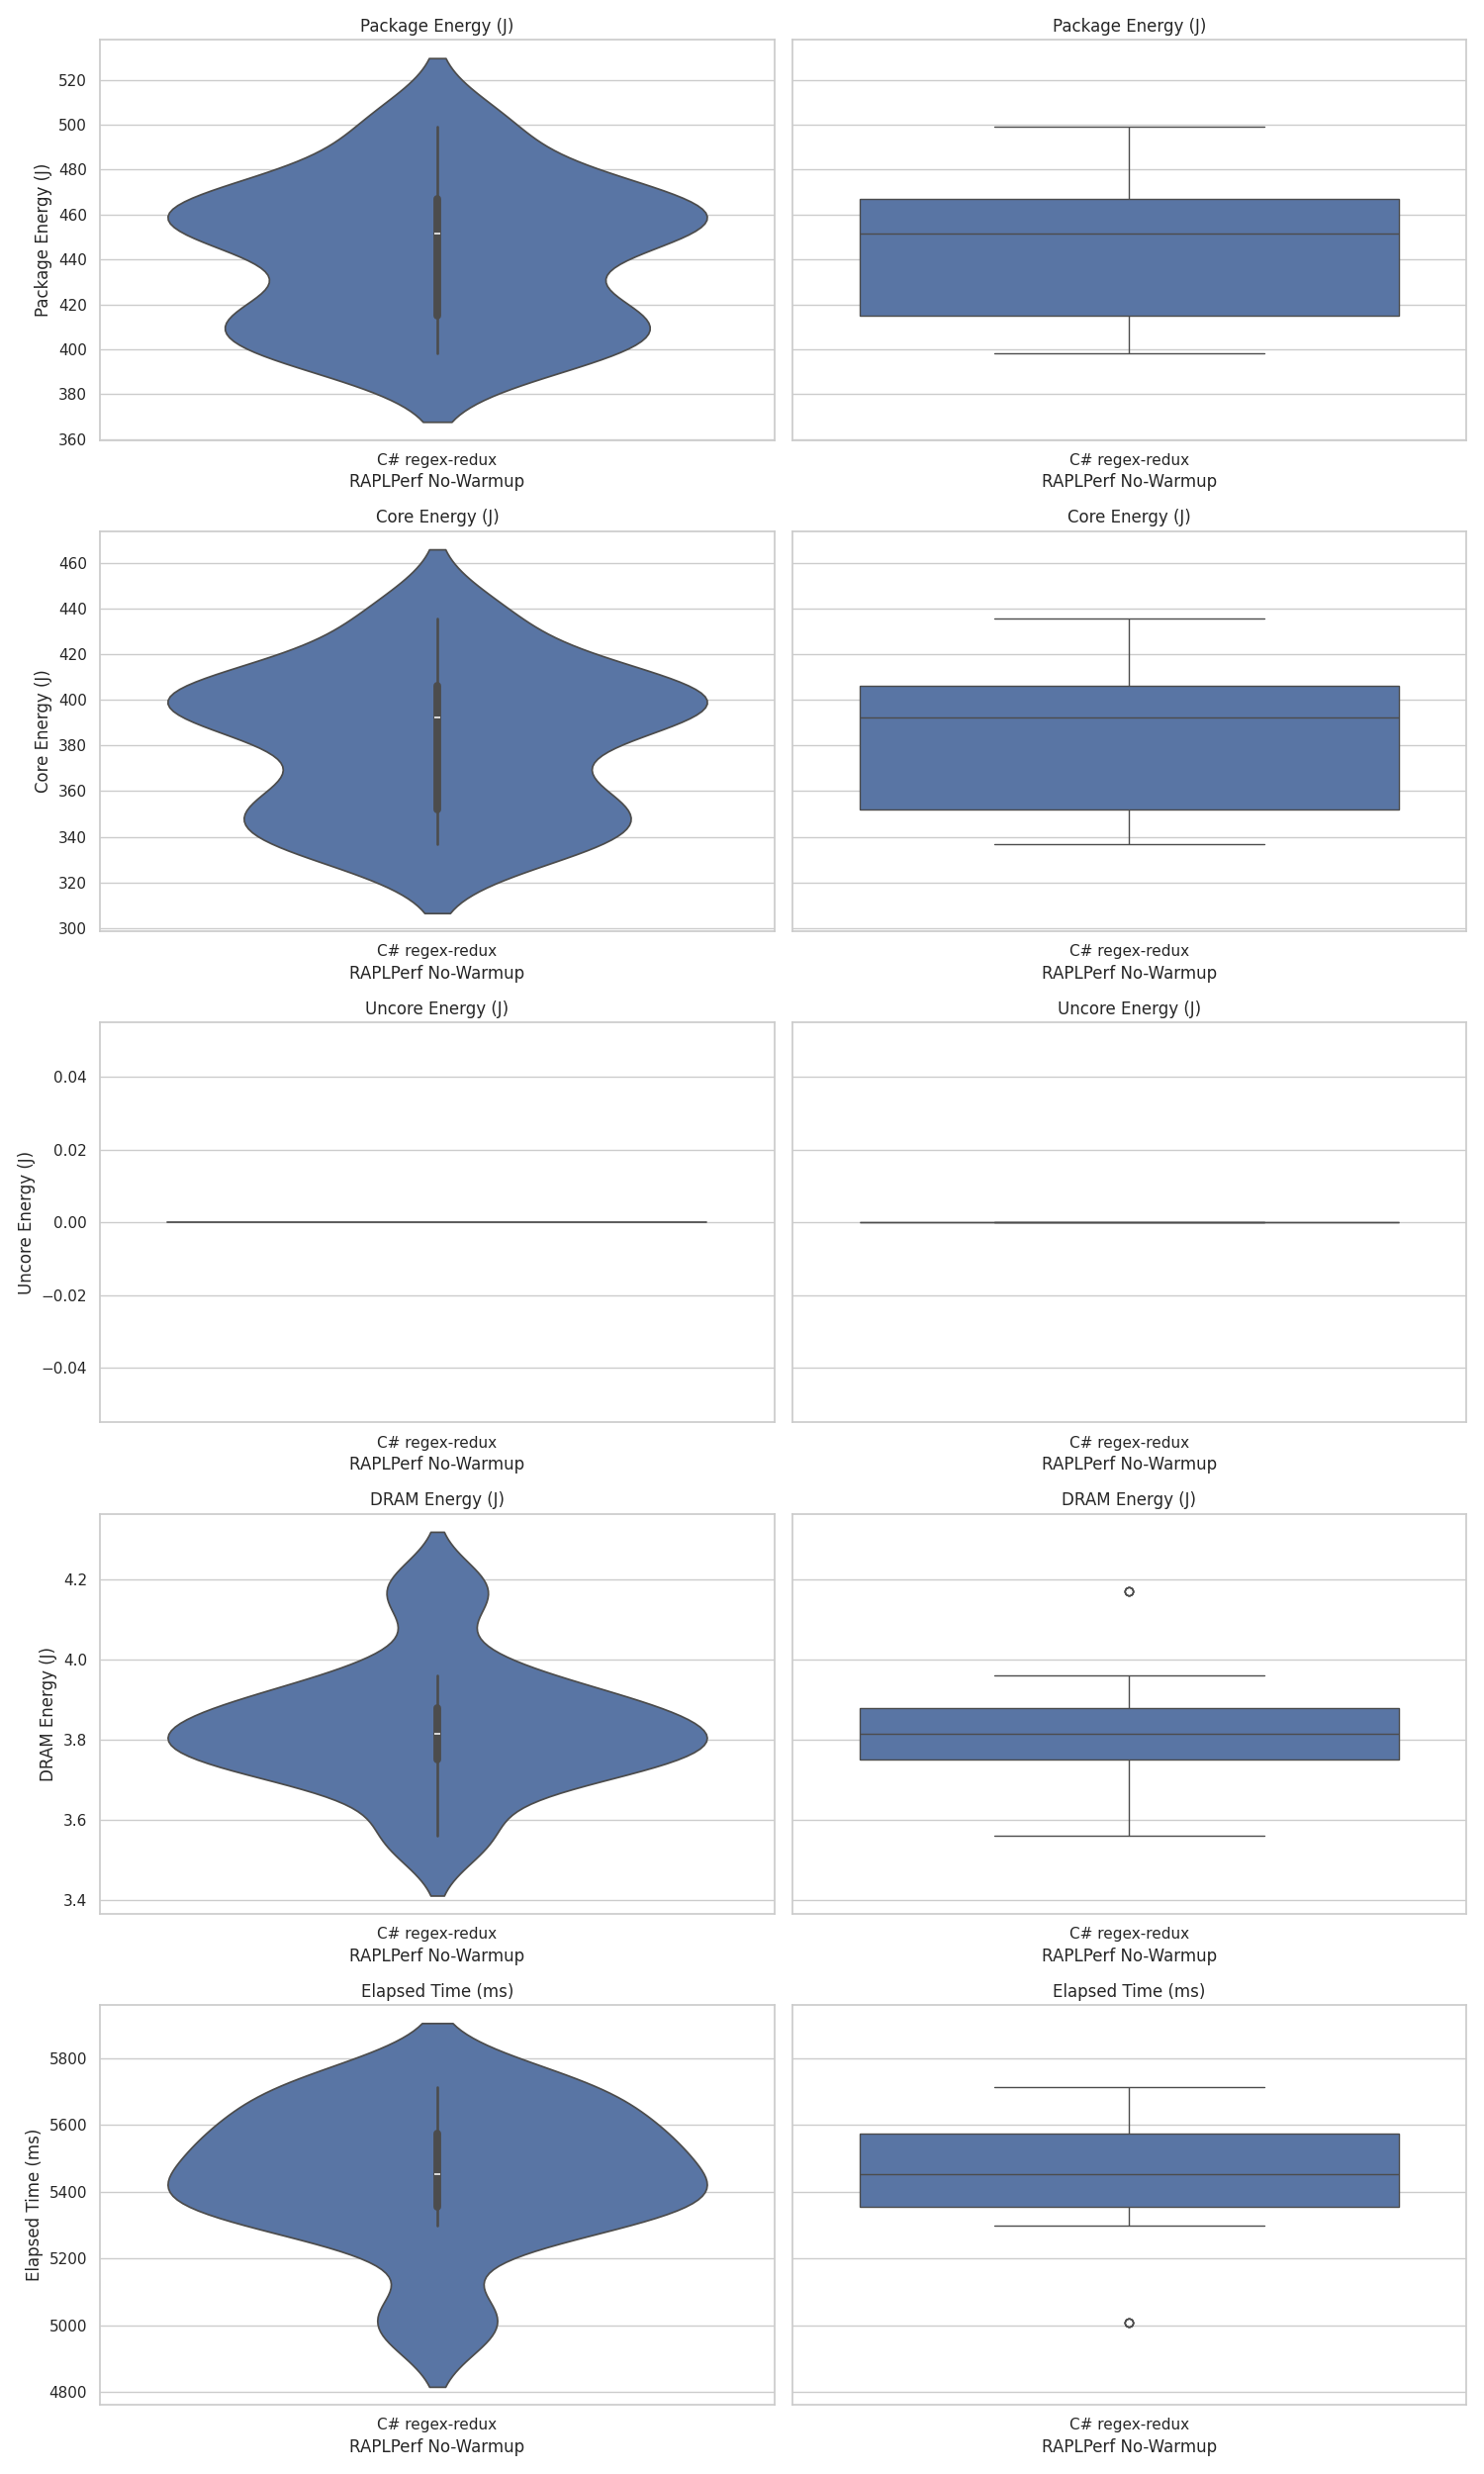 Package Energy (J)
Package Energy (J)
Package Energy (J)
520
500
480
460
440
420
400
380
360
C# regex-redux
RAPLPerf No-Warmup
C# regex-redux
RAPLPerf No-Warmup
Core Energy (J)
Core Energy (J)
Core Energy (J)
460
440
420
400
380
360
340
320
300
C# regex-redux
RAPLPerf No-Warmup
C# regex-redux
RAPLPerf No-Warmup
Uncore Energy (J)
Uncore Energy (J)
Uncore Energy (J)
0.04
0.02
0.00
−0.02
−0.04
C# regex-redux
RAPLPerf No-Warmup
C# regex-redux
RAPLPerf No-Warmup
DRAM Energy (J)
DRAM Energy (J)
DRAM Energy (J)
4.2
4.0
3.8
3.6
3.4
C# regex-redux
RAPLPerf No-Warmup
C# regex-redux
RAPLPerf No-Warmup
Elapsed Time (ms)
Elapsed Time (ms)
Elapsed Time (ms)
5800
5600
5400
5200
5000
4800
C# regex-redux
RAPLPerf No-Warmup
C# regex-redux
RAPLPerf No-Warmup